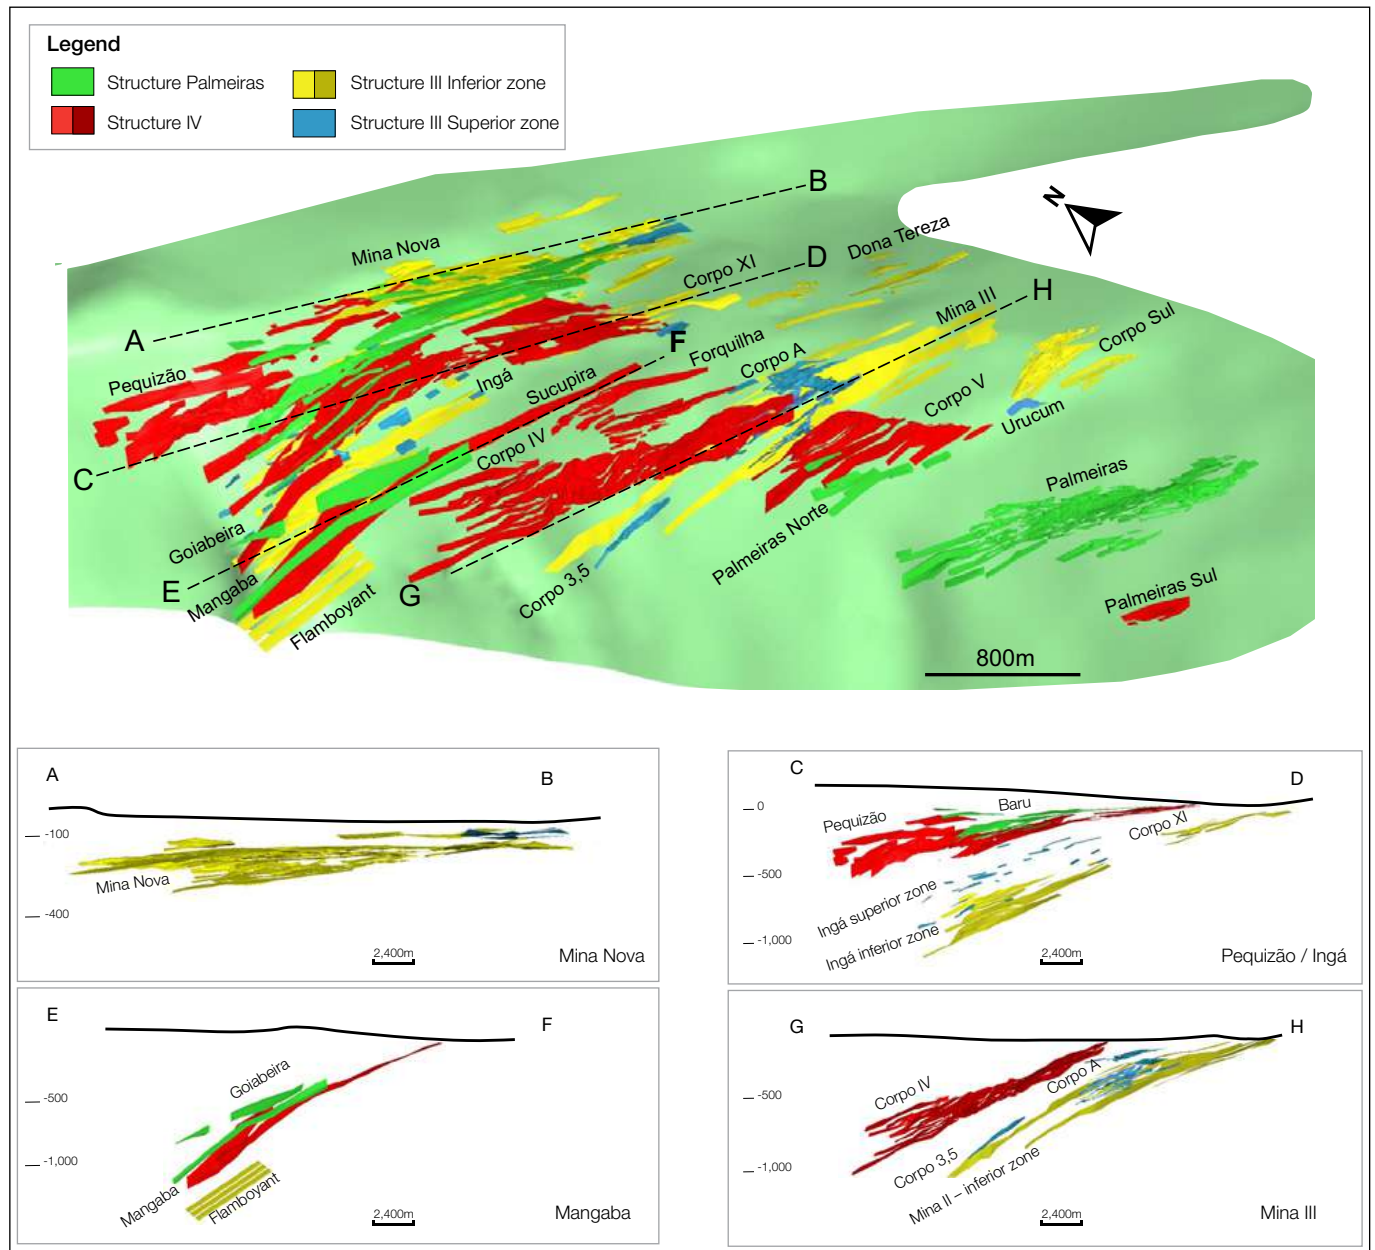 Legend
Structure Palmeiras
Structure III Inferior zone
Structure IV
Structure III Superior zone
B
N
Mina Nova
Dona Tereza
D
Corpo XI
H
Mina III
A
F
Forquilha
Corpo Sul
Corpo A
Pequizão
Ingá
Sucupira
Corpo V
Urucum
Corpo IV
C
Palmeiras
Goiabeira
Palmeiras Norte
E
Mangaba
G
Corpo 3,5
Flamboyant
Palmeiras Sul
800m
A
B
-100
Mina Nova
-400
2,400m
Mina Nova
C
D
0
Baru
Pequizão
Corpo XI
-500
Ingá superior zone
Ingá inferior zone
-1,000
2,400m
Pequizão / Ingá
E
F
Goiabeira
-500
-1,000
Mangaba
Flamboyant
2,400m
Mangaba
G
H
Corpo A
Corpo IV
-500
Corpo 3,5
-1,000
Mina II – inferior zone
2,400m
Mina III